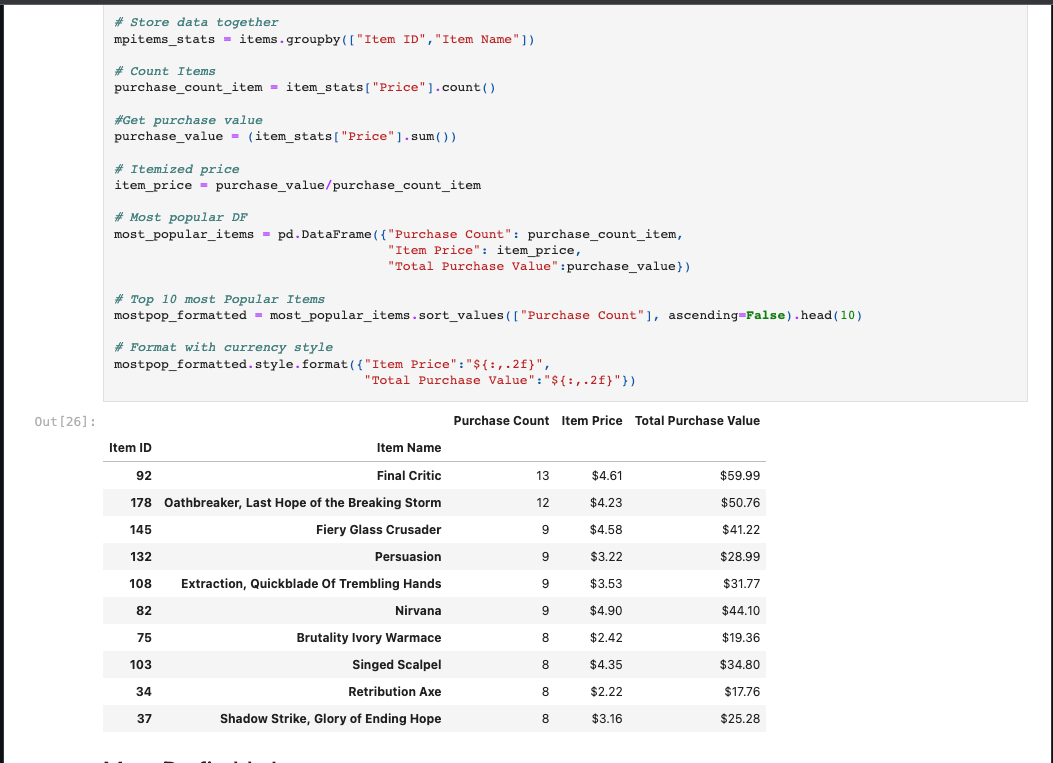 # Store data together
mpitems_stats = items.groupby(["Item ID","Item Name"])
# Count Items
purchase_count_item = item_stats["Price"].count()
#Get purchase value
purchase_value = (item_stats["Price"].sum())
# Itemized price
item_price = purchase_value/purchase_count_item
# Most popular DF
most_popular_items = pd.DataFrame({"Purchase Count": purchase_count_item,
"Item Price": item_price,
"Total Purchase Value":purchase_value})
# Top 10 most Popular Items
mostpop_formatted = most_popular_items.sort_values(["Purchase Count"], ascending=False).head(10)
# Format with currency style
mostpop_formatted.style.format({"Item Price":"${:,.2f}",
"Total Purchase Value":"${:,.2f}"})
Out[26]:
Purchase Count Item Price Total Purchase Value
Item ID Item Name
92 Final Critic 13 $4.61 $59.99
178 Oathbreaker, Last Hope of the Breaking Storm 12 $4.23 $50.76
145 Fiery Glass Crusader 9 $4.58 $41.22
132 Persuasion 9 $3.22 $28.99
108 Extraction, Quickblade Of Trembling Hands 9 $3.53 $31.77
82 Nirvana 9 $4.90 $44.10
75 Brutality Ivory Warmace 8 $2.42 $19.36
103 Singed Scalpel 8 $4.35 $34.80
34 Retribution Axe 8 $2.22 $17.76
37 Shadow Strike, Glory of Ending Hope 8 $3.16 $25.28